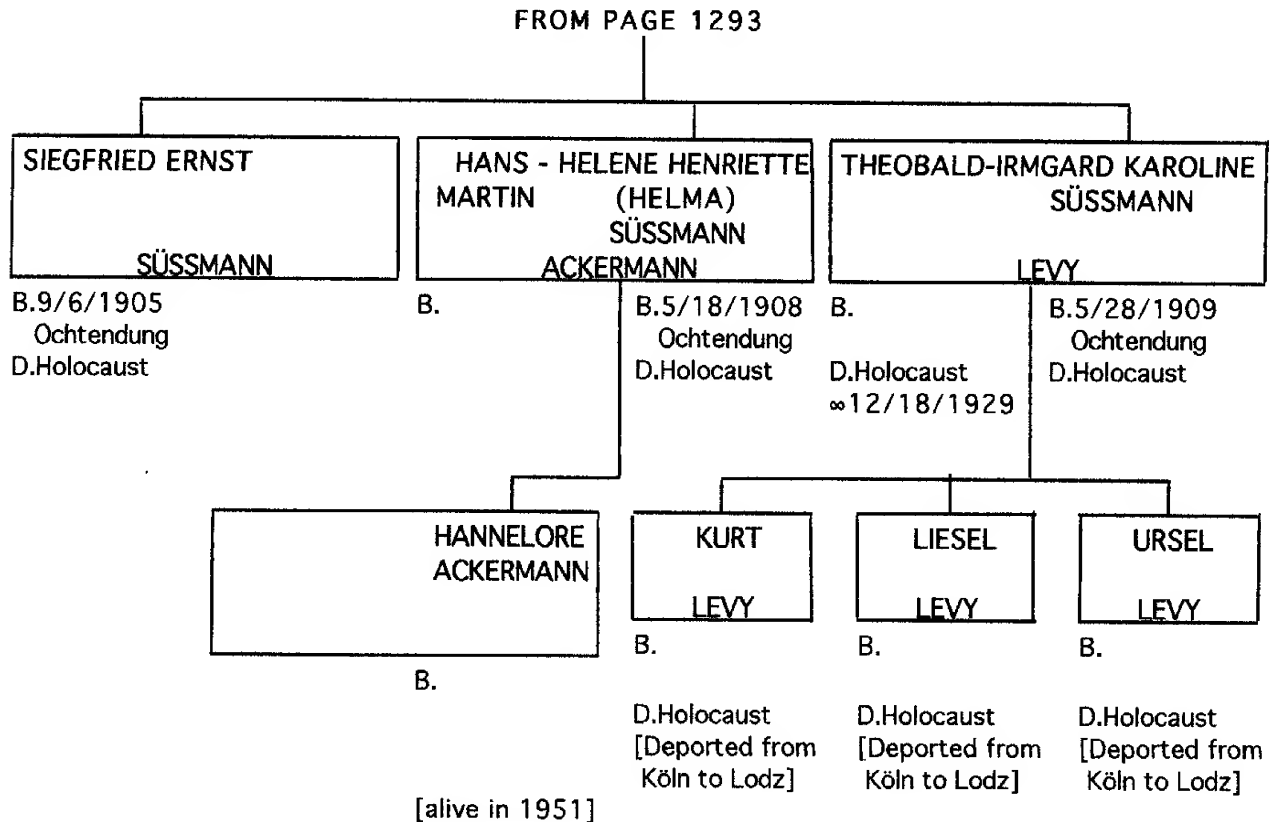 FROM PAGE 1293
SIEGFRIED ERNST
SÜSSMANN
B.9/6/1905
Ochtendung
D.Holocaust
HANS - HELENE HENRIETTE
MARTIN (HELMA)
SÜSSMANN
ACKERMANN
B.
B.5/18/1908
Ochtendung
D.Holocaust
THEOBALD-IRMGARD KAROLINE
SÜSSMANN
LEVY
B.
D.Holocaust
∞12/18/1929
B.5/28/1909
Ochtendung
D.Holocaust
HANNELORE
ACKERMANN
B.
[alive in 1951]
KURT
LEVY
B.
D.Holocaust
[Deported from
Köln to Lodz]
LIESEL
LEVY
B.
D.Holocaust
[Deported from
Köln to Lodz]
URSEL
LEVY
B.
D.Holocaust
[Deported from
Köln to Lodz]